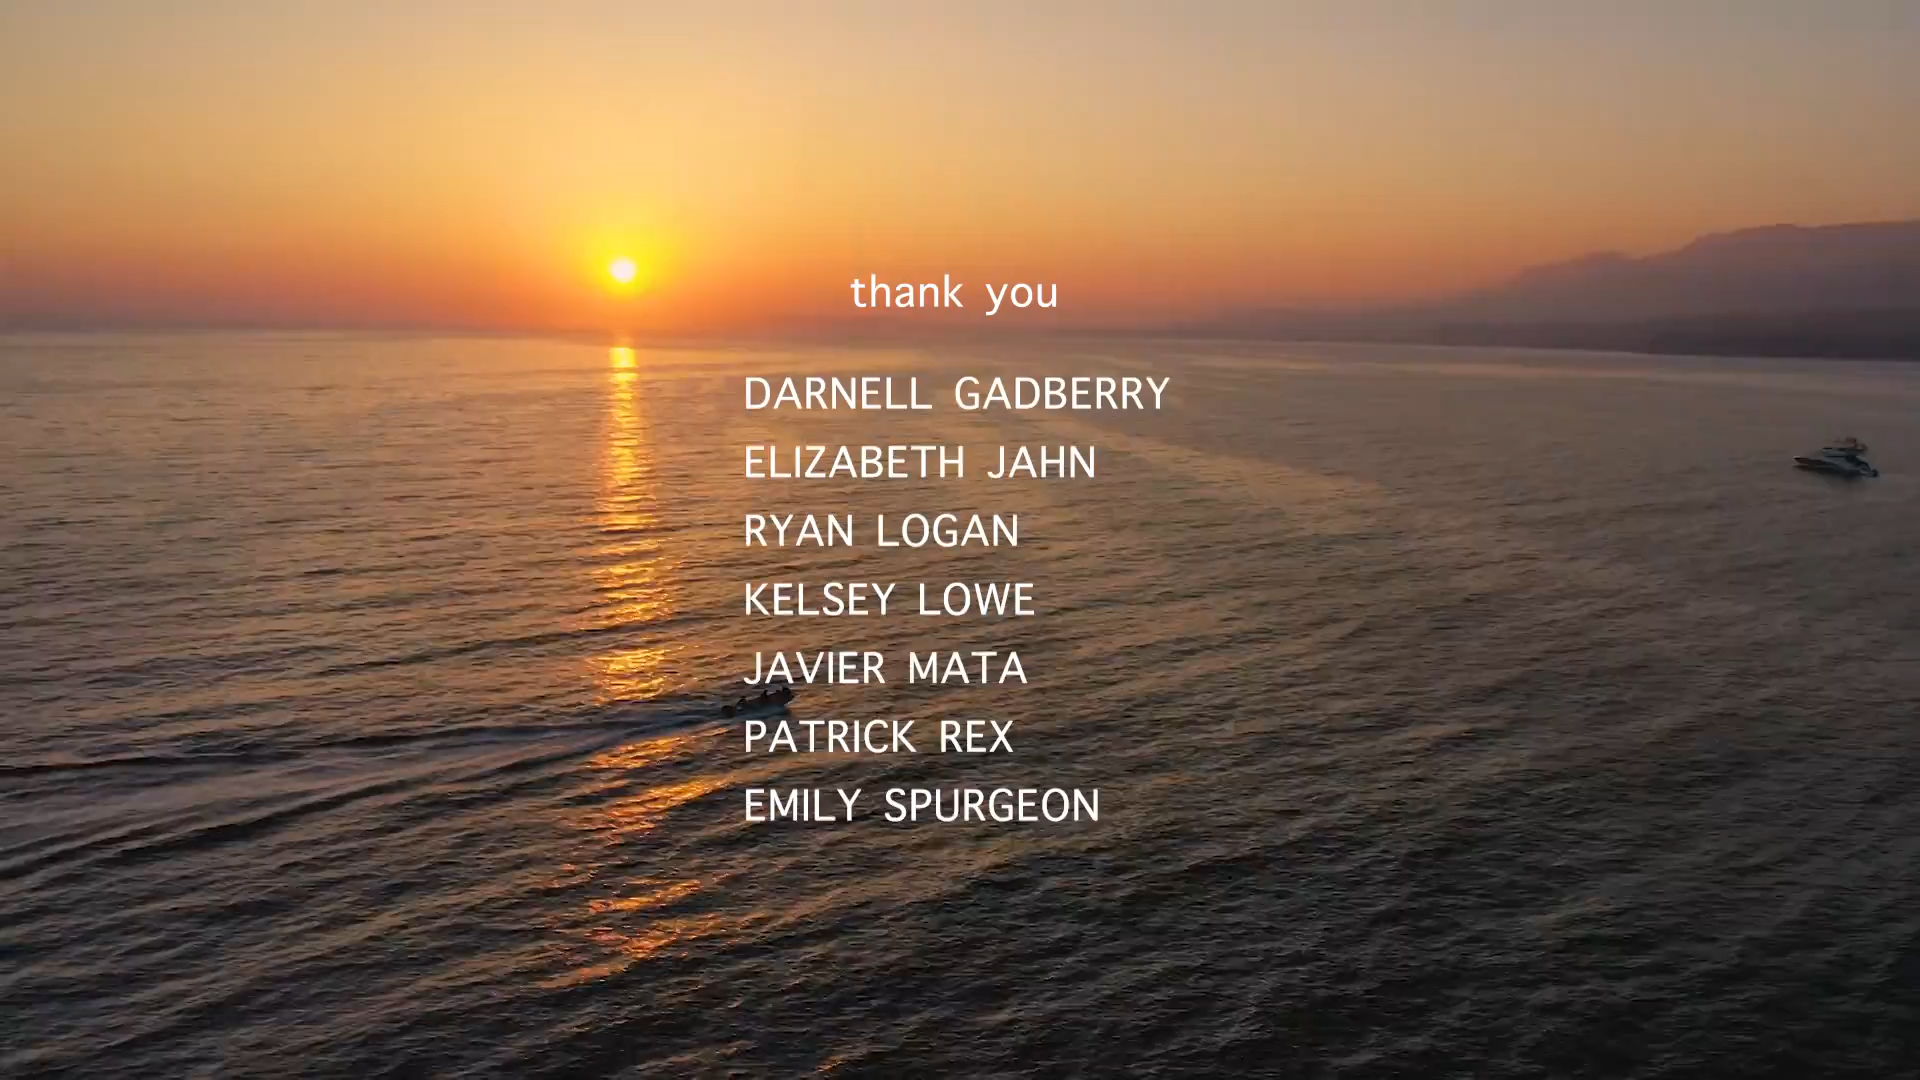 thank you
DARNELL GADBERRY
ELIZABETH JAHN
RYAN LOGAN
KELSEY LOWE
JAVIER MATA
PATRICK REX
EMILY SPURGEON